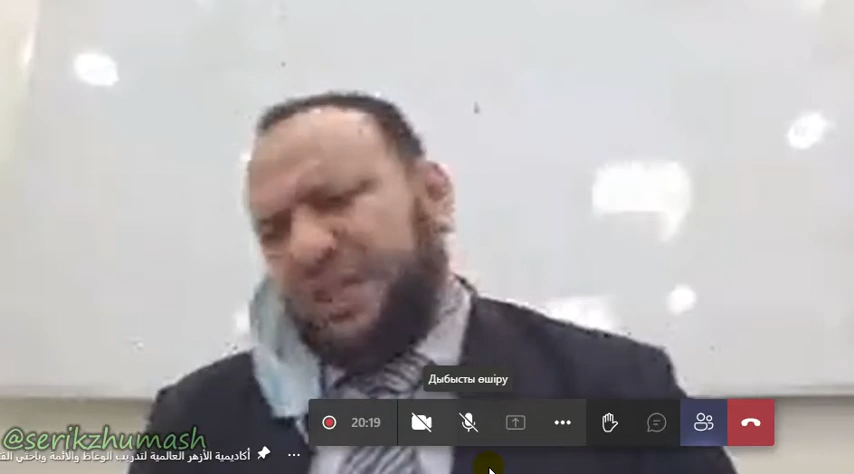 Дыбысты өшіру
20:19
@serikzhumash
أكاديمية الأزهر العالمية لتدريب الوعاظ والأئمة وباحثي